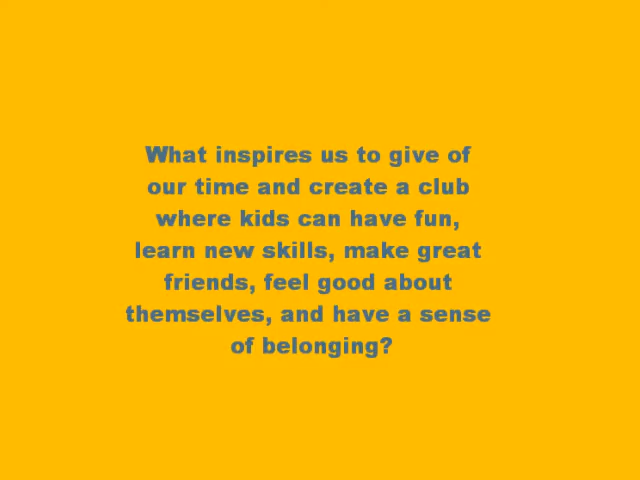 What inspires us to give of
our time and create a club
where kids can have fun,
learn new skills, make great
friends, feel good about
themselves, and have a sense
of belonging?